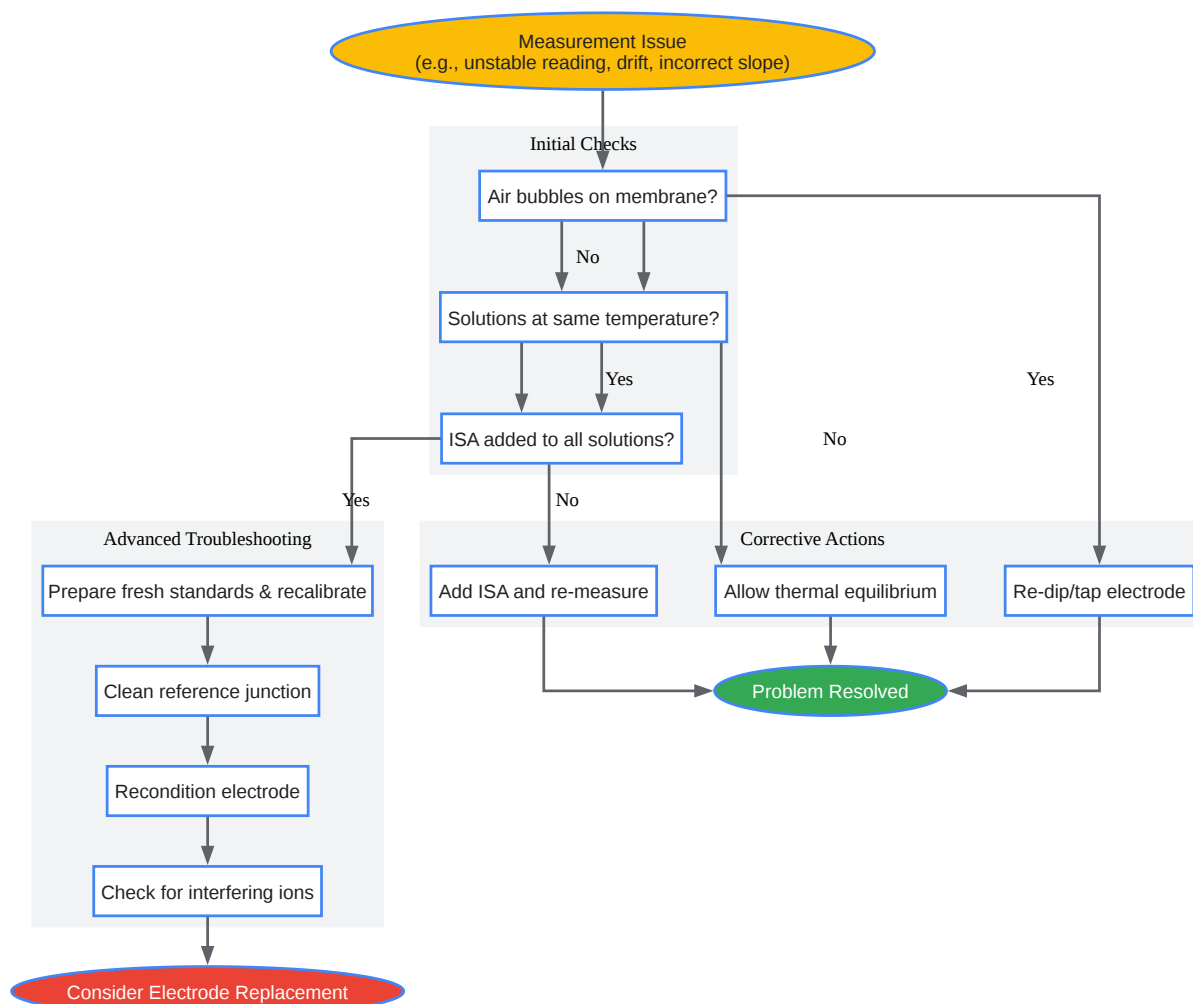 Measurement Issue
(e.g., unstable reading, drift, incorrect slope)
Initial Checks
Air bubbles on membrane?
No
Solutions at same temperature?
Yes
Yes
ISA added to all solutions?
No
Yes
No
Advanced Troubleshooting
Corrective Actions
Prepare fresh standards & recalibrate
Add ISA and re-measure
Allow thermal equilibrium
Re-dip/tap electrode
Clean reference junction
Problem Resolved
Recondition electrode
Check for interfering ions
Consider Electrode Replacement